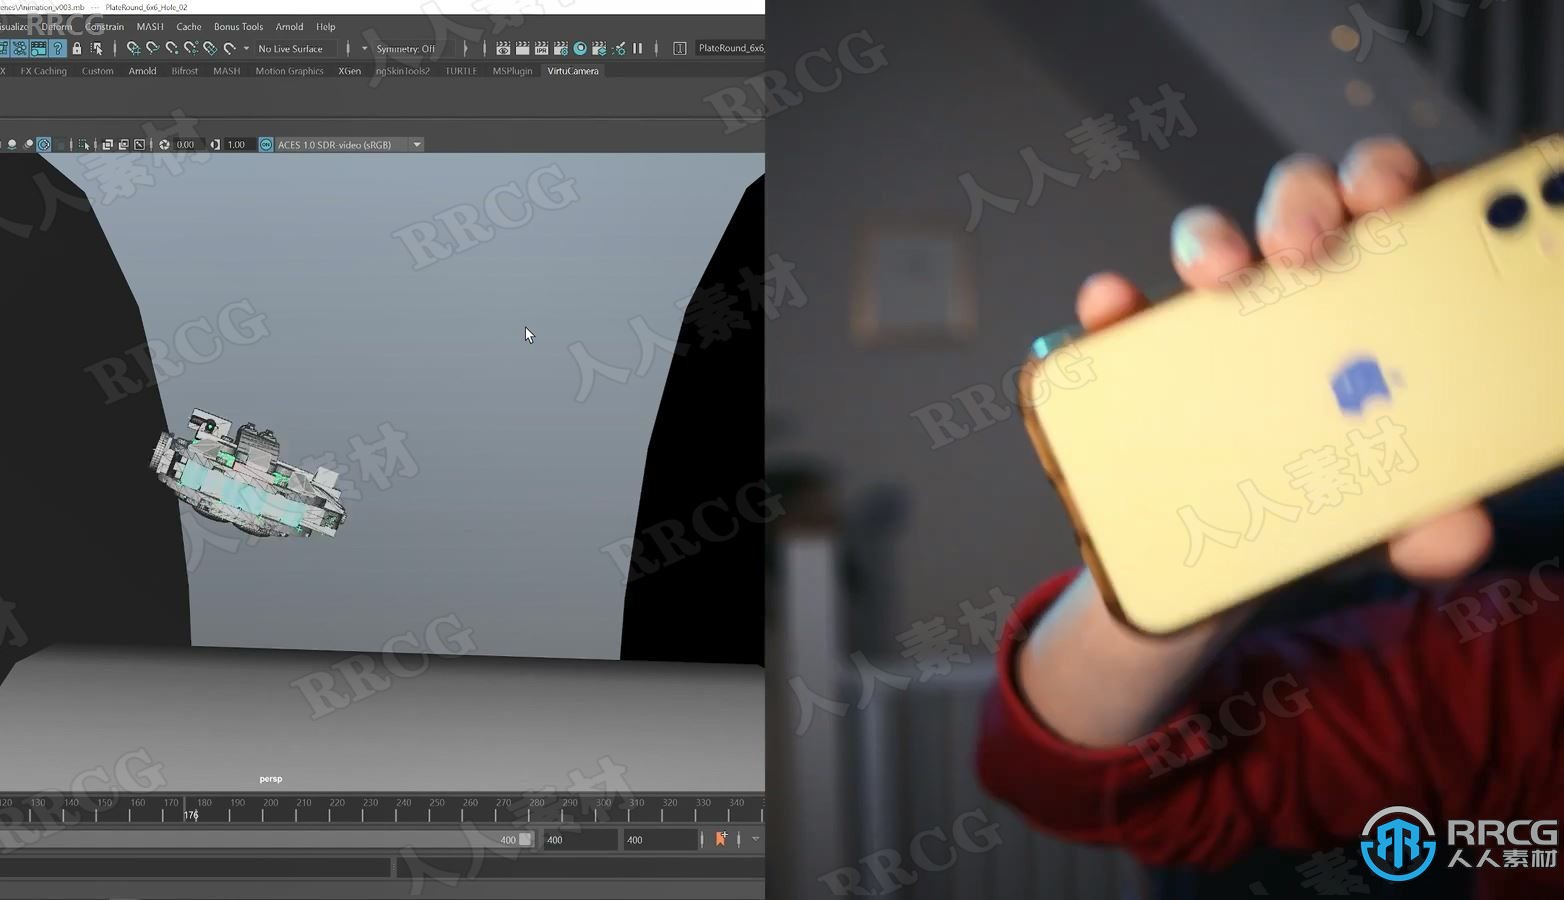 enes\Animation_v003.mb --- PlateRound_6x6_Hole_02
isualize Deform Constrain MASH Cache Bonus Tools Arnold Help
No Live Surface Symmetry: Off PlateRound_6x6_
X FX Caching Custom Arnold Bifrost MASH Motion Graphics XGen ngSkinTools2 TURTLE MSPlugin VirtuCamera
0.00 1.00 ACES 1.0 SDR-video (sRGB)
persp
120 130 140 150 160 170 180 190 200 210 220 230 240 250 260 270 280 290 300 310 320 330 340
176
400 400 400
RRCG
人人素材